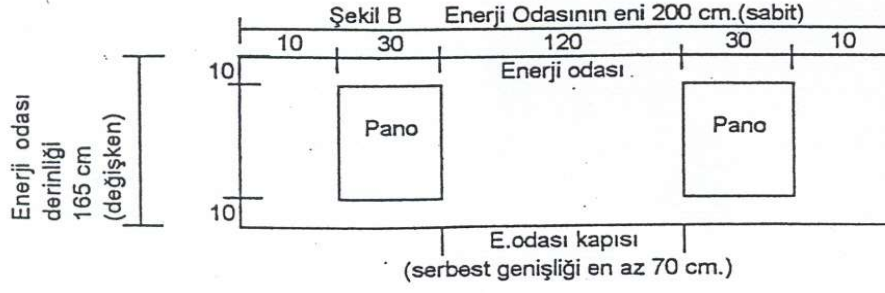 Şekil B Enerji Odasının eni 200 cm.(sabit)
10 30 120 30 10
10 Enerji odası .
Pano Pano
Enerji odası
derinliği
165 cm
(değişken)
10
E.odası kapısı
(serbest genişliği en az 70 cm.)